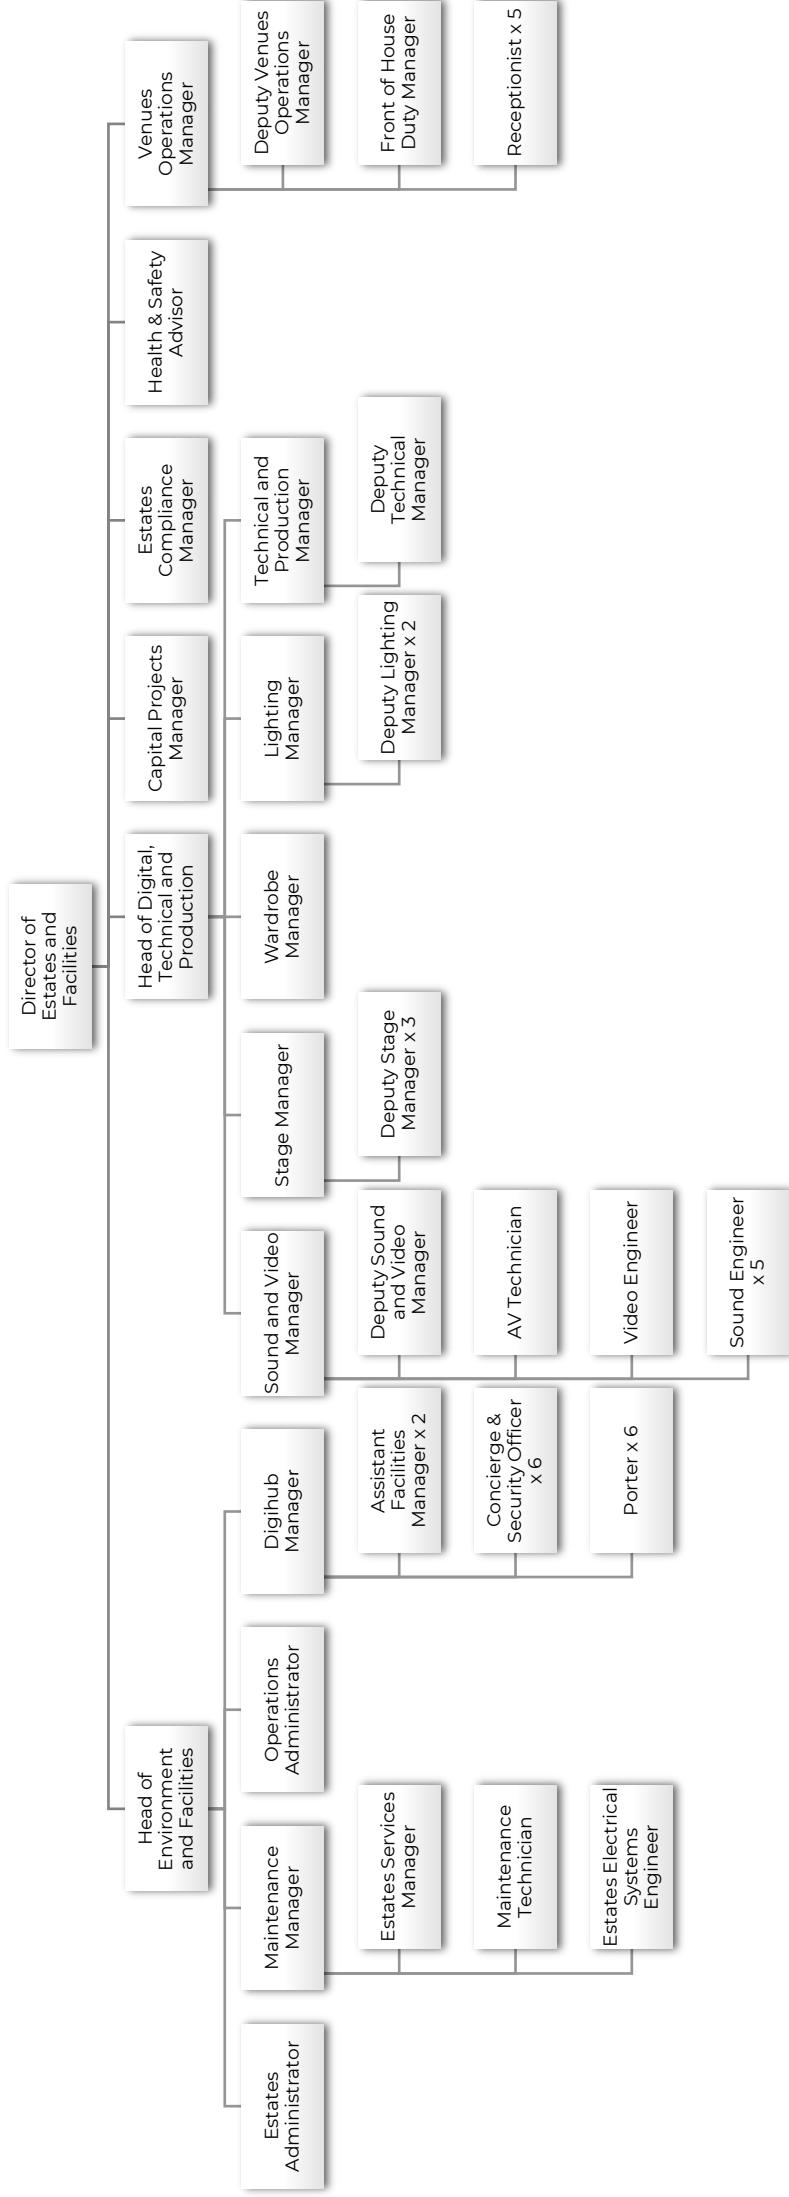 Director of
Estates and
Facilities
Head of
Environment
and Facilities
Head of Digital,
Technical and
Production
Capital Projects
Manager
Estates
Compliance
Manager
Health & Safety
Advisor
Venues
Operations
Manager
Estates
Administrator
Maintenance
Manager
Operations
Administrator
Digihub
Manager
Sound and Video
Manager
Stage Manager
Wardrobe
Manager
Lighting
Manager
Technical and
Production
Manager
Deputy Venues
Operations
Manager
Estates Services
Manager
Assistant
Facilities
Manager x 2
Deputy Sound
and Video
Manager
Deputy Stage
Manager x 3
Deputy Lighting
Manager x 2
Deputy
Technical
Manager
Front of House
Duty Manager
Maintenance
Technician
Concierge &
Security Officer
x 6
AV Technician
Receptionist x 5
Estates Electrical
Systems
Engineer
Porter x 6
Video Engineer
Sound Engineer
x 5